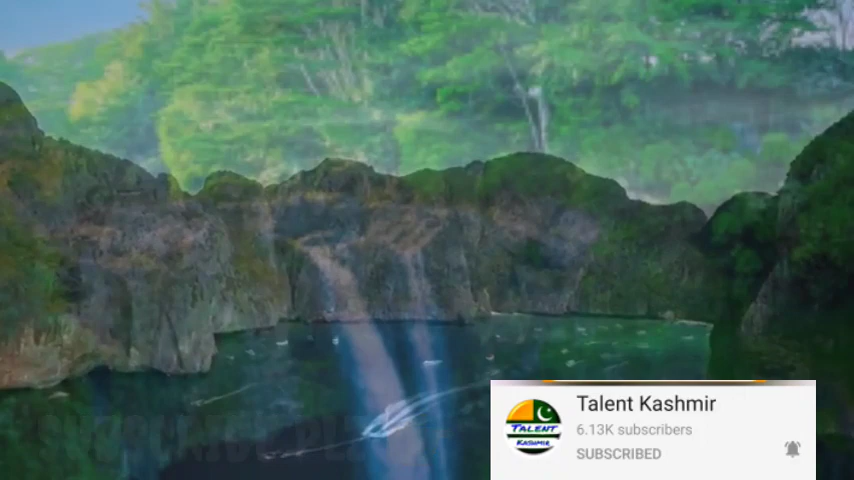 Talent Kashmir
6.13K subscribers
SUBSCRIBED
TALENT
KASHMIR